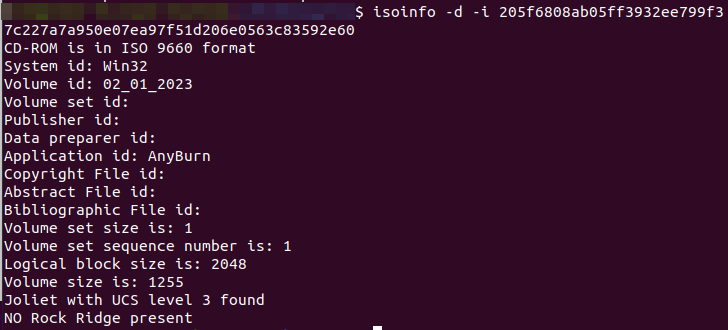 $ isoinfo -d -i 205f6808ab05ff3932ee799f3
7c227a7a950e07ea97f51d206e0563c83592e60
CD-ROM is in ISO 9660 format
System id: Win32
Volume id: 02_01_2023
Volume set id:
Publisher id:
Data preparer id:
Application id: AnyBurn
Copyright File id:
Abstract File id:
Bibliographic File id:
Volume set size is: 1
Volume set sequence number is: 1
Logical block size is: 2048
Volume size is: 1255
Joliet with UCS level 3 found
NO Rock Ridge present